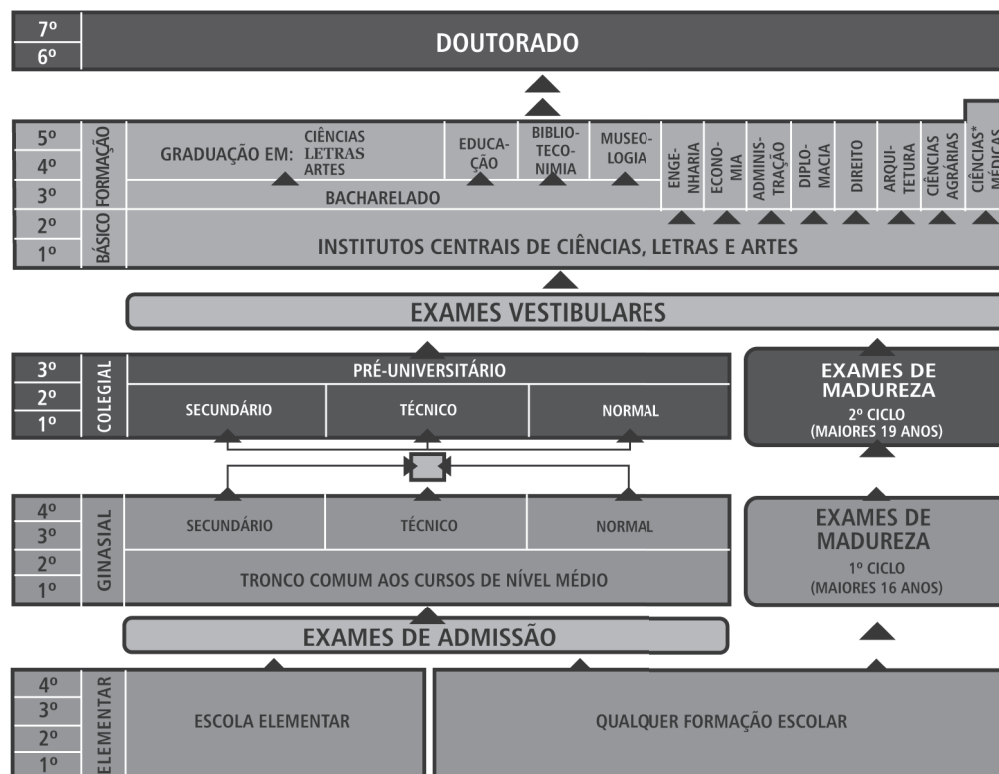 7º
6º
DOUTORADO
5º
4º
3º
2º
1º
FORMAÇÃO
BÁSICO
GRADUAÇÃO EM:
CIÊNCIAS
LETRAS
ARTES
EDUCA-
ÇÃO
BIBLIO-
TECO-
NIMIA
MUSEO-
LOGIA
ENGE-
NHARIA
ECONO-
MIA
ADMINIS-
TRAÇÃO
DIPLO-
MACIA
DIREITO
ARQUI-
TETURA
CIÊNCIAS
AGRÁRIAS
CIÊNCIAS*
MÉDICAS
BACHARELADO
INSTITUTOS CENTRAIS DE CIÊNCIAS, LETRAS E ARTES
EXAMES VESTIBULARES
3º
2º
1º
COLEGIAL
PRÉ-UNIVERSITÁRIO
SECUNDÁRIO
TÉCNICO
NORMAL
EXAMES DE
MADUREZA
2º CICLO
(MAIORES 19 ANOS)
4º
3º
2º
1º
GINASIAL
SECUNDÁRIO
TÉCNICO
NORMAL
TRONCO COMUM AOS CURSOS DE NÍVEL MÉDIO
EXAMES DE
MADUREZA
1º CICLO
(MAIORES 16 ANOS)
EXAMES DE ADMISSÃO
4º
3º
2º
1º
ELEMENTAR
ESCOLA ELEMENTAR
QUALQUER FORMAÇÃO ESCOLAR